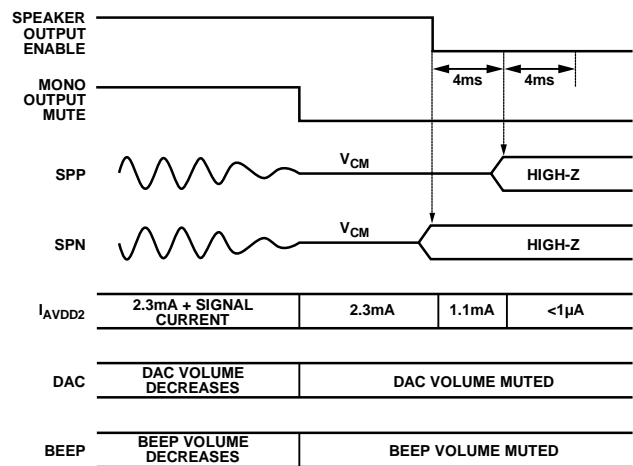 SPEAKER
OUTPUT
ENABLE
4ms 4ms
MONO
OUTPUT
MUTE
V_CM
SPP HIGH-Z
V_CM
SPN HIGH-Z
I_AVDD2 2.3mA + SIGNAL
CURRENT 2.3mA 1.1mA <1µA
DAC DAC VOLUME
DECREASES DAC VOLUME MUTED
BEEP BEEP VOLUME
DECREASES BEEP VOLUME MUTED